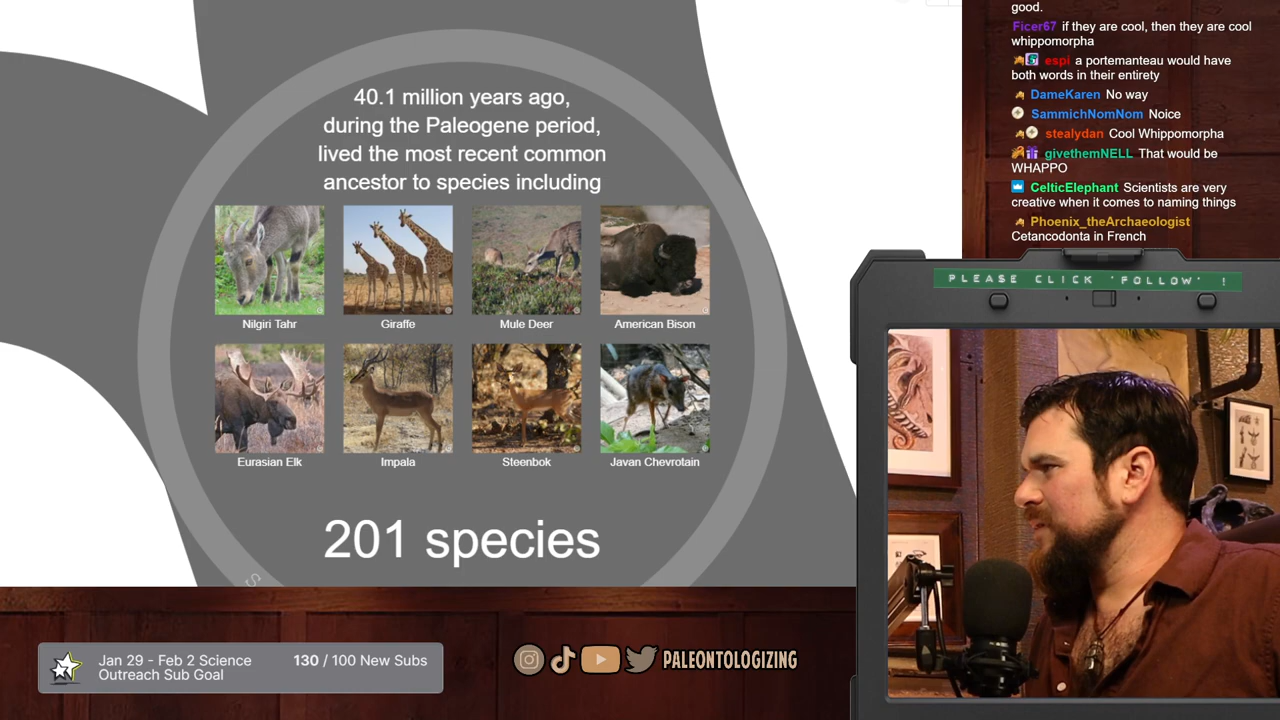 40.1 million years ago,
during the Paleogene period,
lived the most recent common
ancestor to species including
Nilgiri Tahr
Giraffe
Mule Deer
American Bison
Eurasian Elk
Impala
Steenbok
Javan Chevrotain
201 species
S
good.
Ficer67 if they are cool, then they are cool
whippomorpha
espi a portemanteau would have
both words in their entirety
DameKaren No way
SammichNomNom Noice
stealydan Cool Whippomorpha
givethemNELL That would be
WHAPPO
CelticElephant Scientists are very
creative when it comes to naming things
Phoenix_theArchaeologist
Cetancodonta in French
PLEASE CLICK 'FOLLOW' !
Jan 29 - Feb 2 Science
Outreach Sub Goal
130 / 100 New Subs
PALEONTOLOGIZING